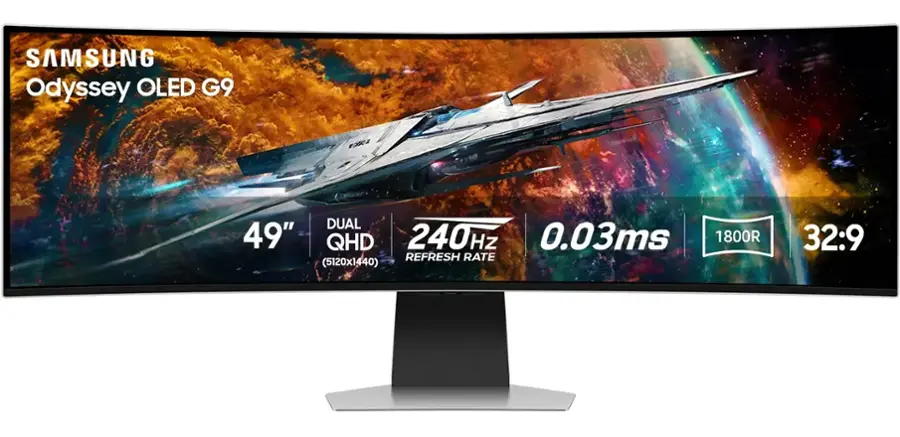 SAMSUNG
Odyssey OLED G9
49”
DUAL
QHD
(5120x1440)
240Hz
REFRESH RATE
0.03ms
1800R
32:9